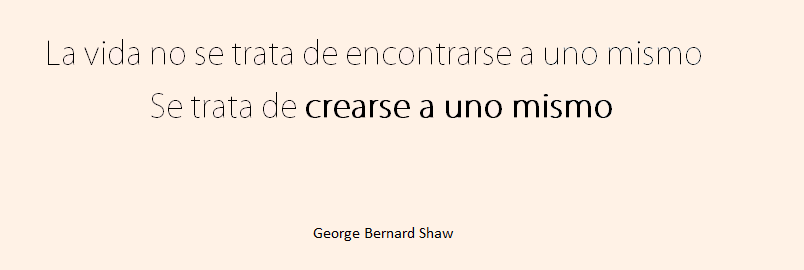 La vida no se trata de encontrarse a uno mismo
Se trata de crearse a uno mismo
George Bernard Shaw